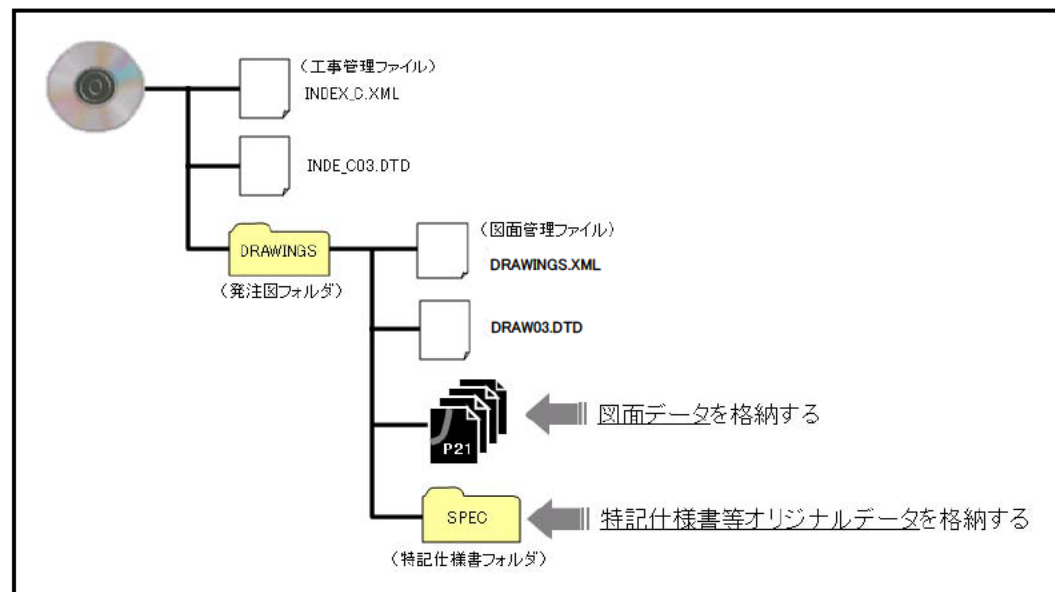 （工事管理ファイル）
INDEX_C.XML
INDE_C03.DTD
DRAWINGS
（発注図フォルダ）
（図面管理ファイル）
DRAWINGS.XML
DRAW03.DTD
P21
図面データを格納する
SPEC
特記仕様書等オリジナルデータを格納する
（特記仕様書フォルダ）